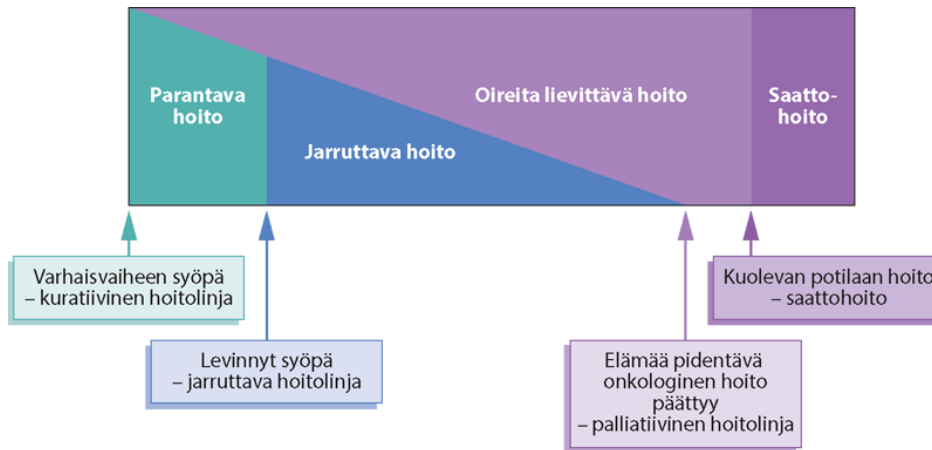 Parantava
hoito
Jarruttava hoito
Oireita lievittävä hoito
Saatto-
hoito
Varhaisvaiheen syöpä
– kuratiivinen hoitolinja
Levinnyt syöpä
– jarruttava hoitolinja
Elämää pidentävä
onkologinen hoito
päättyy
– palliatiivinen hoitolinja
Kuolevan potilaan hoito
– saattohoito